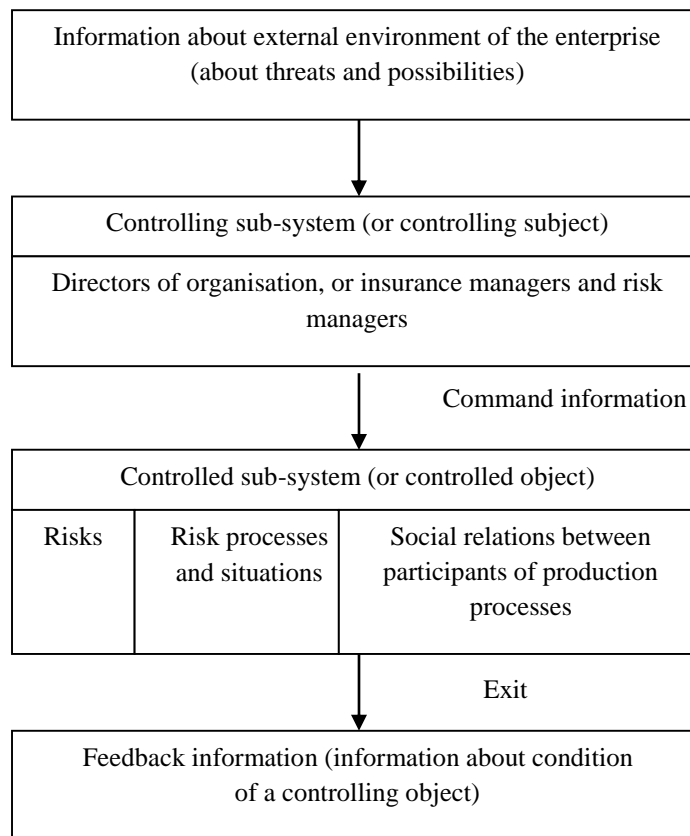 Information about external environment of the enterprise
(about threats and possibilities)
Controlling sub-system (or controlling subject)
Directors of organisation, or insurance managers and risk
managers
Command information
Controlled sub-system (or controlled object)
Risks
Risk processes
and situations
Social relations between
participants of production
processes
Exit
Feedback information (information about condition
of a controlling object)